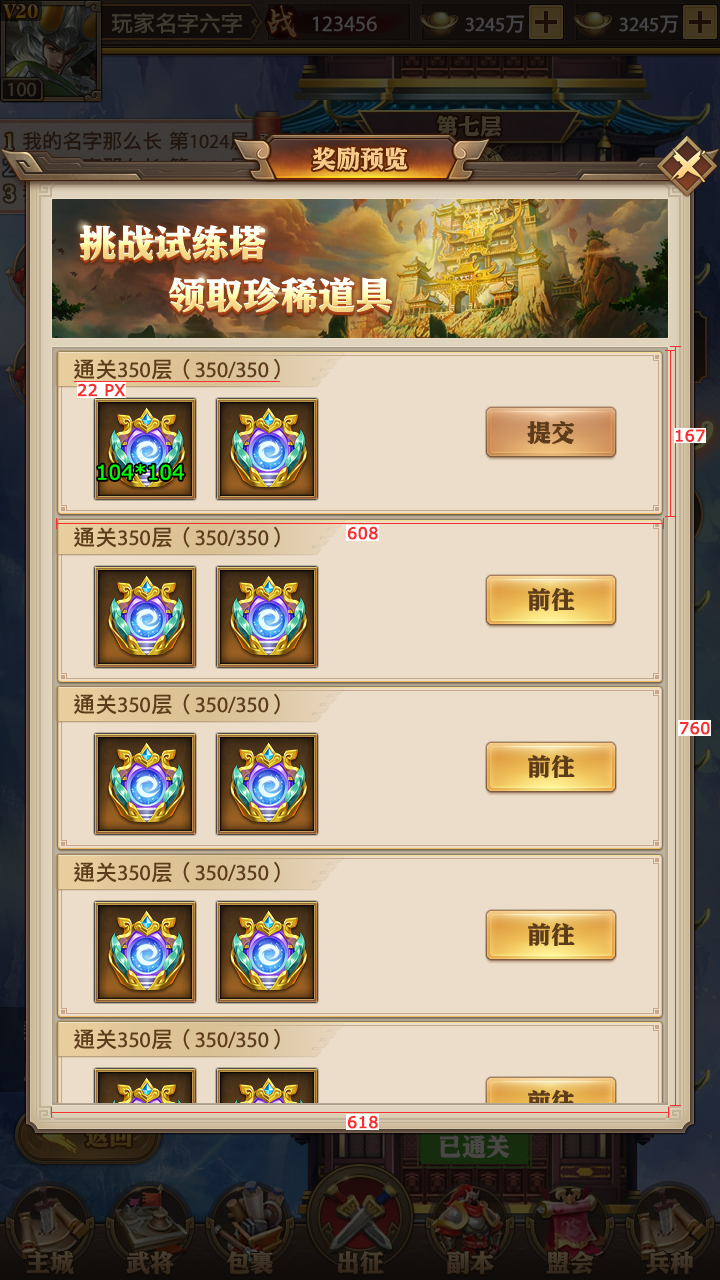 V20
玩家名字六字
战 123456
3245万
3245万
100
第七层
1 我的名字那么长 第1024层
2
3
奖励预览
挑战试练塔
领取珍稀道具
通关350层（350/350）
22 PX
104*104
提交
167
通关350层（350/350）
608
前往
通关350层（350/350）
760
前往
通关350层（350/350）
前往
通关350层（350/350）
前往
618
返回
已通关
主城
武将
包裹
出征
副本
盟会
兵种